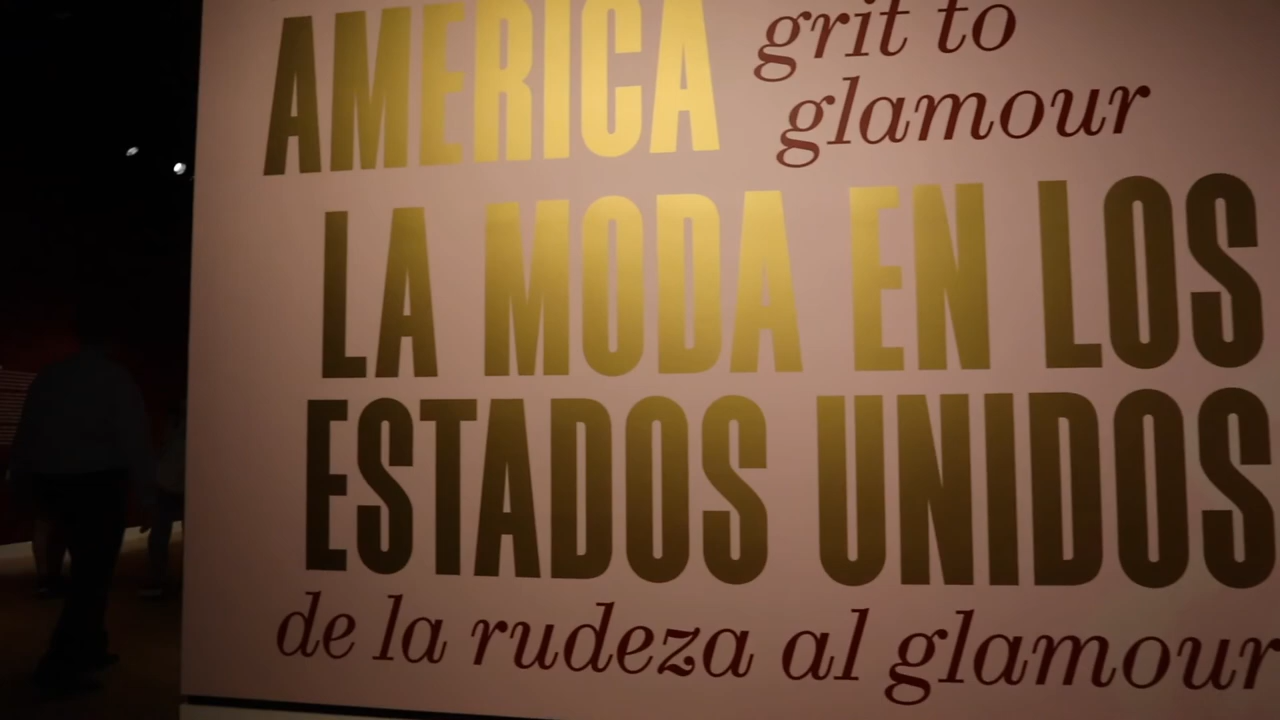 AMERICA grit to
glamour
LA MODA EN LOS
ESTADOS UNIDOS
de la rudeza al glamour